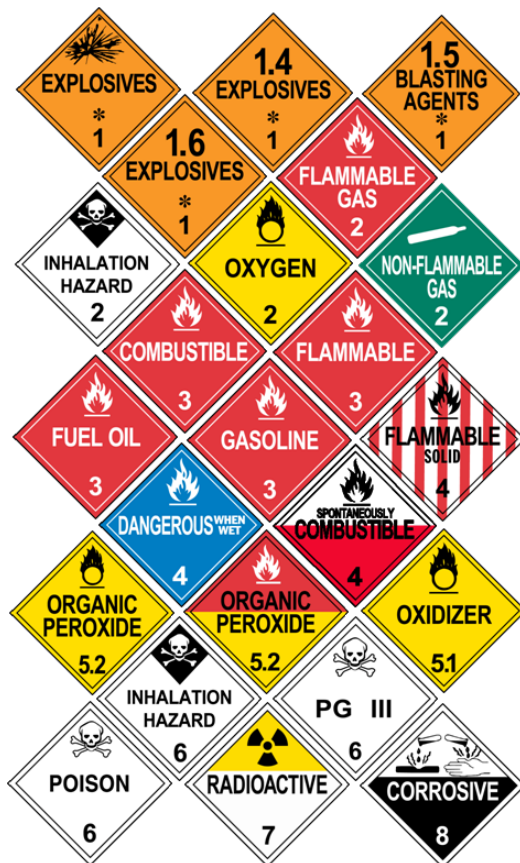 EXPLOSIVES
*
1
1.4
EXPLOSIVES
*
1
1.5
BLASTING
AGENTS
*
1
1.6
EXPLOSIVES
*
1
FLAMMABLE
GAS
2
INHALATION
HAZARD
2
OXYGEN
2
NON-FLAMMABLE
GAS
2
COMBUSTIBLE
3
FLAMMABLE
3
FUEL OIL
3
GASOLINE
3
FLAMMABLE
SOLID
4
DANGEROUS WHEN
WET
4
SPONTANEOUSLY
COMBUSTIBLE
4
ORGANIC
PEROXIDE
5.2
ORGANIC
PEROXIDE
5.2
OXIDIZER
5.1
INHALATION
HAZARD
6
PG III
6
POISON
6
RADIOACTIVE
7
CORROSIVE
8